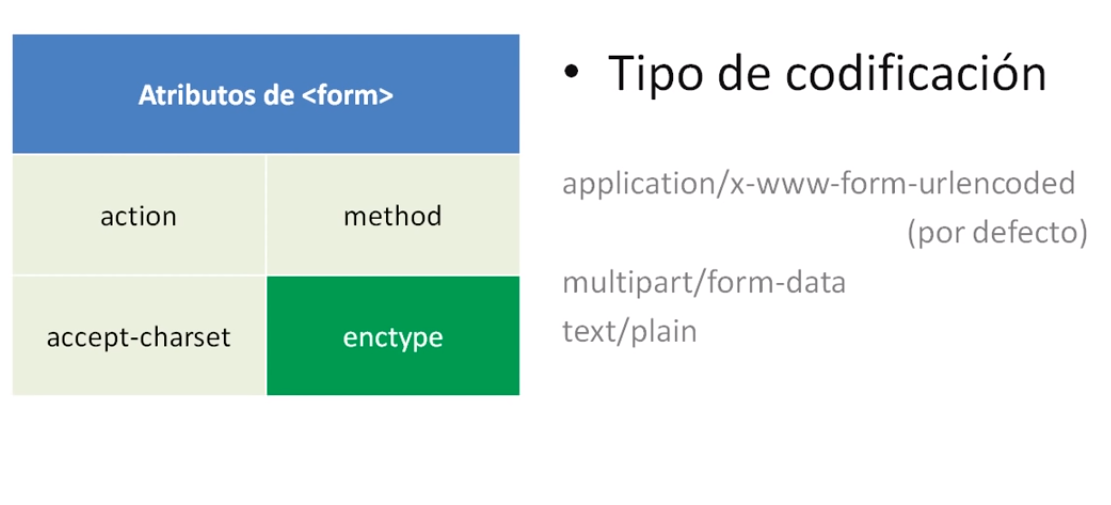 Atributos de <form>
action
method
accept-charset
enctype
• Tipo de codificación
application/x-www-form-urlencoded
(por defecto)
multipart/form-data
text/plain